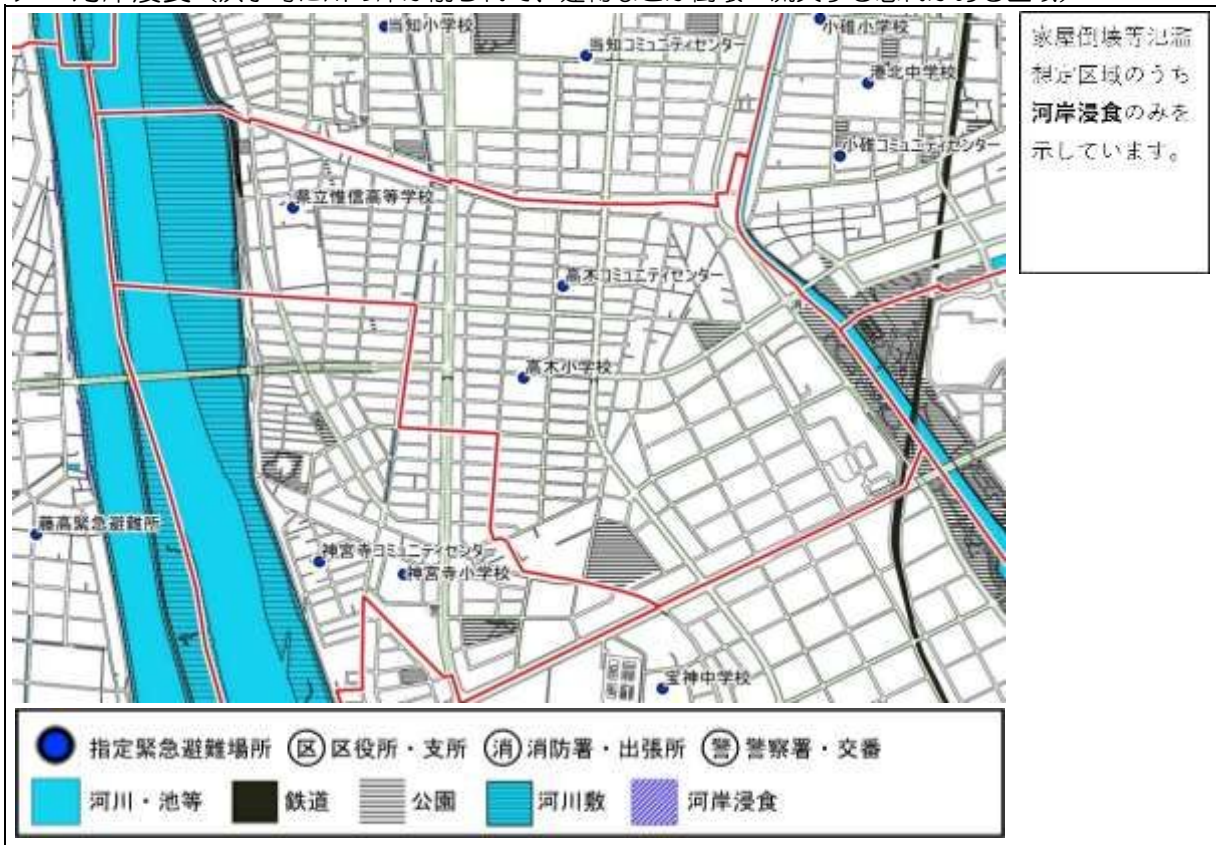 当知小学校
小碓小学校
当知コミュニティセンター
港北中学校
小碓コミュニティセンター
県立惟信高等学校
高木コミュニティセンター
高木小学校
藤高緊急避難所
神宮寺コミュニティセンター
神宮寺小学校
宝神中学校
家屋倒壊等氾濫
想定区域のうち
河岸浸食のみを
示しています。
指定緊急避難場所 区 区役所・支所 消 消防署・出張所 警 警察署・交番
河川・池等 鉄道 公園 河川敷 河岸浸食